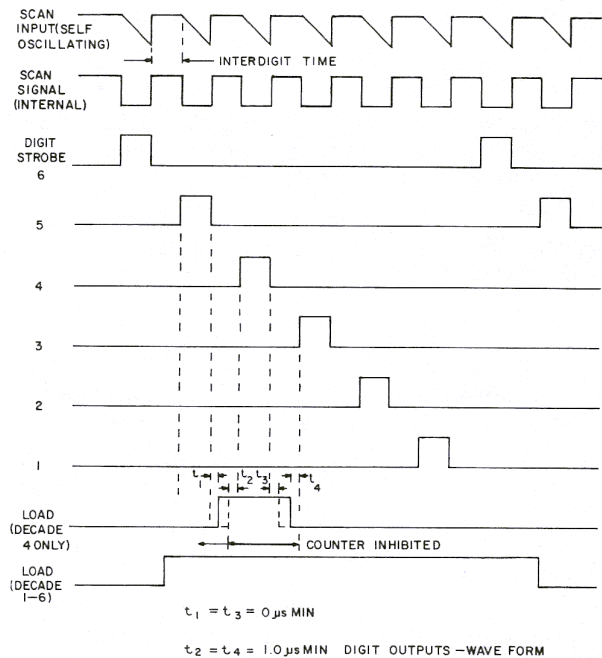 SCAN
INPUT(SELF
OSCILLATING)
INTERDIGIT TIME
SCAN
SIGNAL
(INTERNAL)
DIGIT
STROBE
6
5
4
3
2
1
t1 t2 t3 t4
LOAD
(DECADE
4 ONLY)
COUNTER INHIBITED
LOAD
(DECADE
1-6)
t1 = t3 = 0 µs MIN
t2 = t4 = 1.0 µs MIN DIGIT OUTPUTS - WAVE FORM